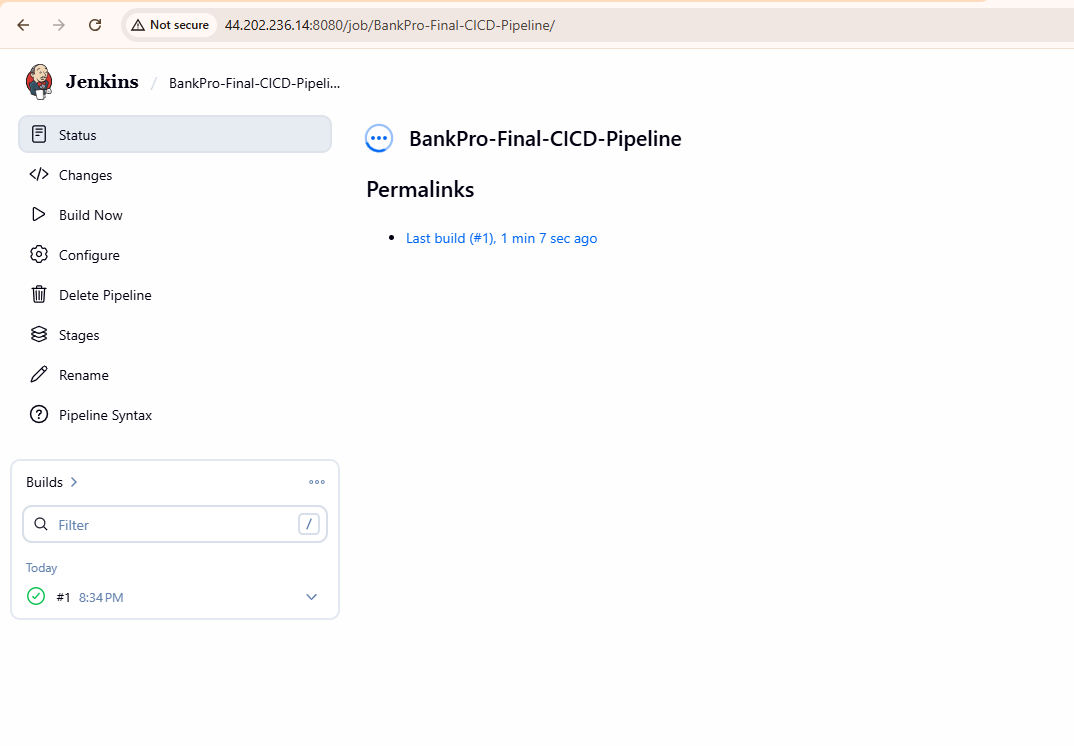 Not secure 44.202.236.14:8080/job/BankPro-Final-CICD-Pipeline/
Jenkins / BankPro-Final-CICD-Pipeli...
Status
Changes
Build Now
Configure
Delete Pipeline
Stages
Rename
Pipeline Syntax
BankPro-Final-CICD-Pipeline
Permalinks
Last build (#1), 1 min 7 sec ago
Builds
Filter /
Today
#1 8:34 PM